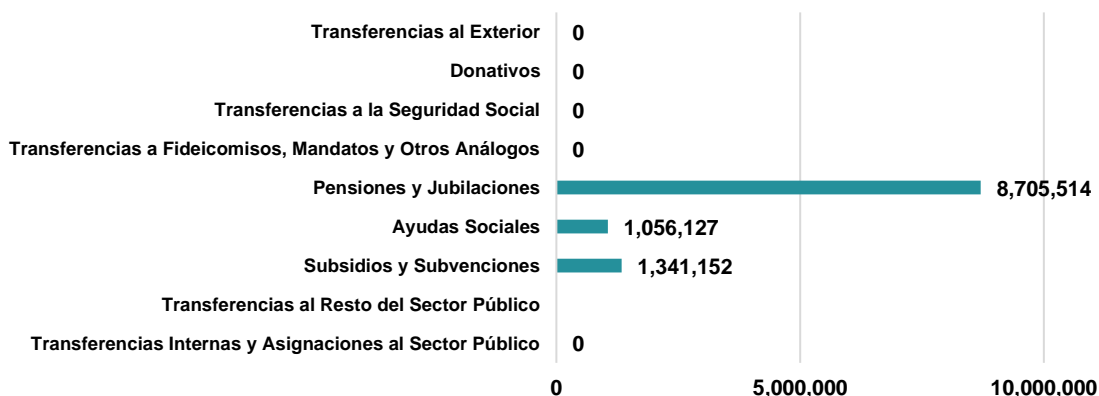 Transferencias al Exterior 0
Donativos 0
Transferencias a la Seguridad Social 0
Transferencias a Fideicomisos, Mandatos y Otros Análogos 0
Pensiones y Jubilaciones 8,705,514
Ayudas Sociales 1,056,127
Subsidios y Subvenciones 1,341,152
Transferencias al Resto del Sector Público
Transferencias Internas y Asignaciones al Sector Público 0
0 5,000,000 10,000,000